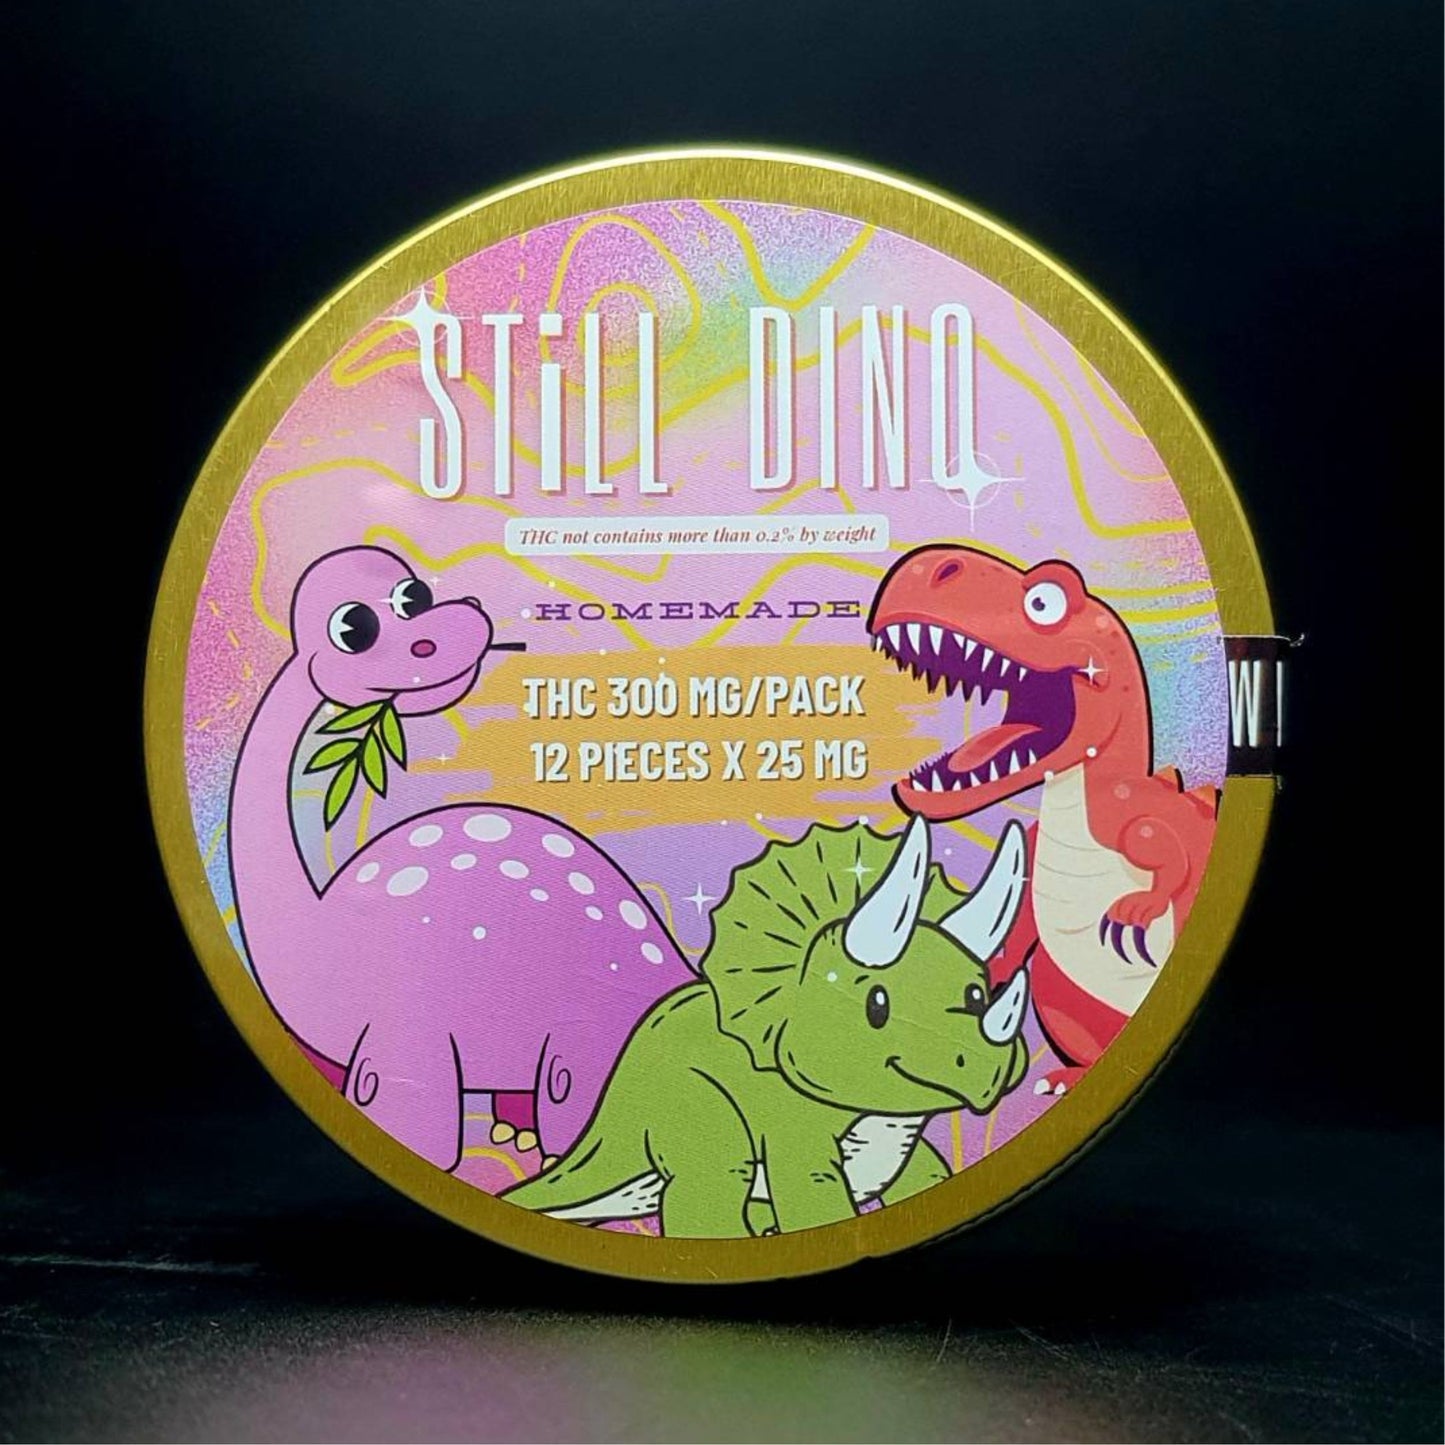 STiLL DINO
THC not contains more than 0.2% by weight
HOMEMADE
THC 300 MG/PACK
12 PIECES X 25 MG
W I